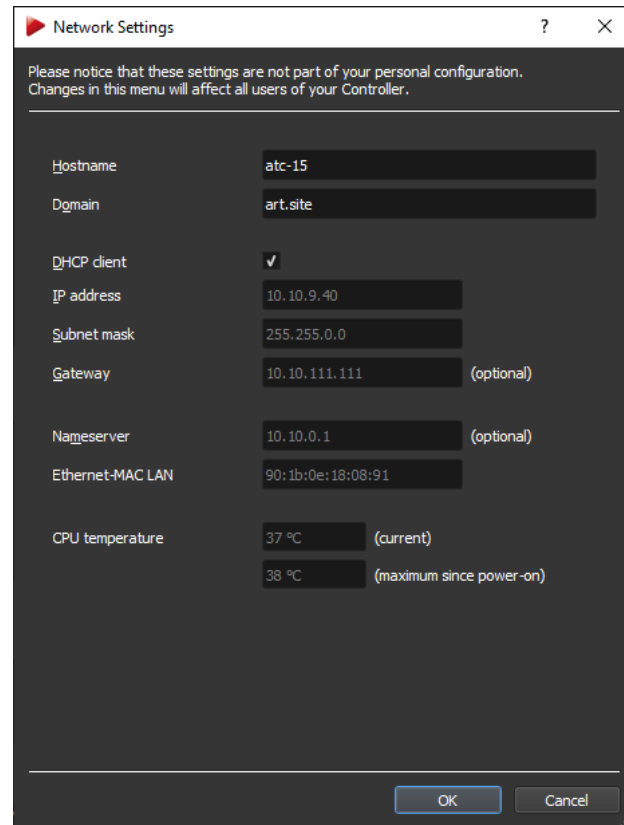 Network Settings
?
Please notice that these settings are not part of your personal configuration.
Changes in this menu will affect all users of your Controller.
Hostname atc-15
Domain art.site
DHCP client
IP address 10.10.9.40
Subnet mask 255.255.0.0
Gateway 10.10.111.111 (optional)
Nameserver 10.10.0.1 (optional)
Ethernet-MAC LAN 90:1b:0e:18:08:91
CPU temperature 37 ºC (current)
38 ºC (maximum since power-on)
OK Cancel